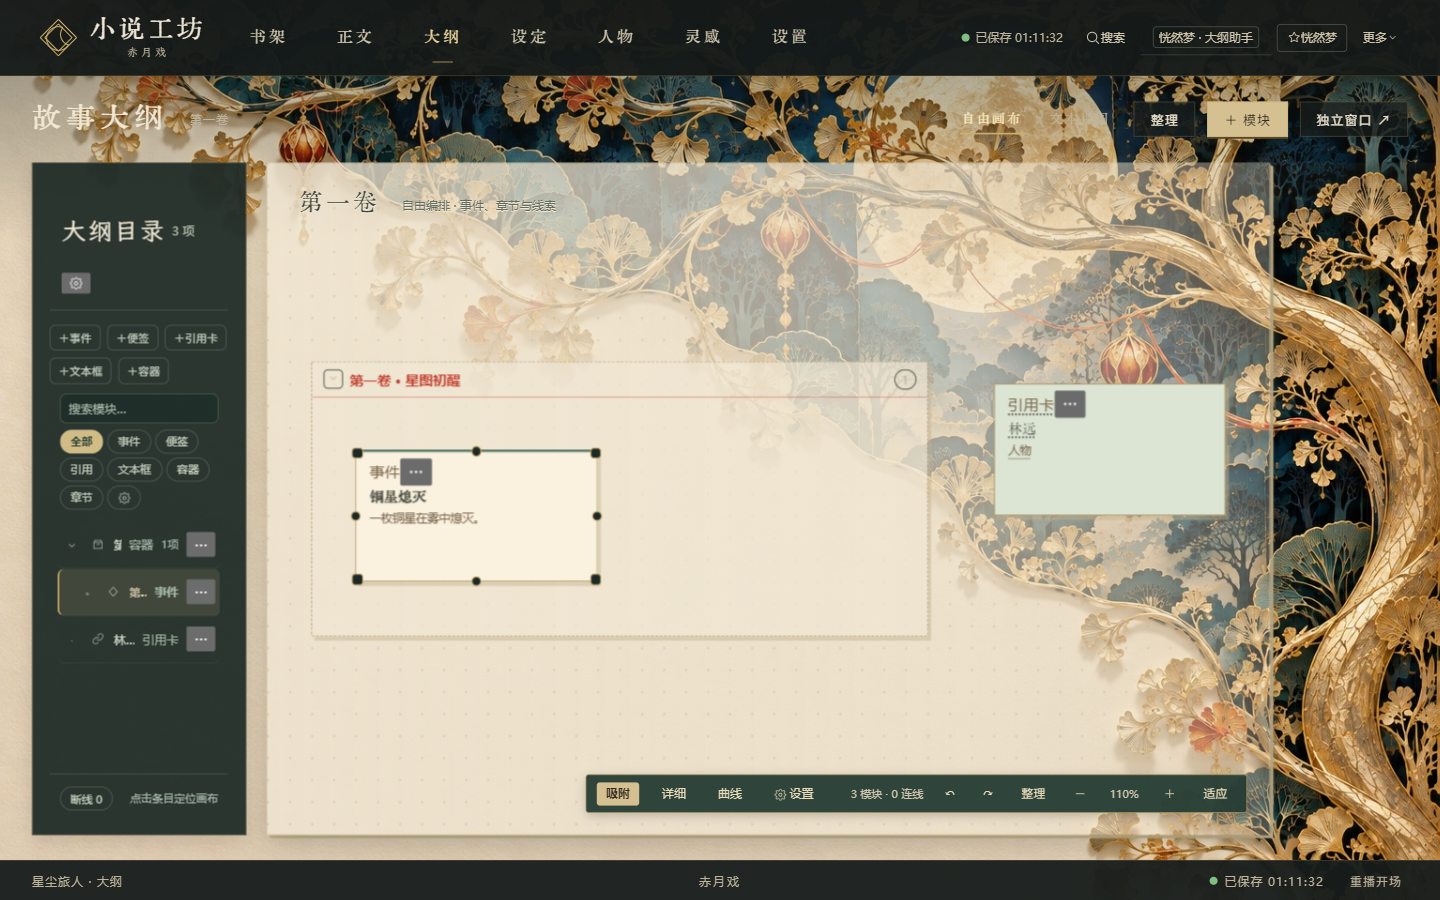 小说工坊
赤月戏
书架 正文 大纲 设定 人物 灵感 设置
已保存 01:11:32 搜索 恍然梦·大纲助手 恍然梦 更多
故事大纲 第一卷
自由画布
整理 ＋ 模块 独立窗口 ↗
大纲目录 3 项
＋事件 ＋便签 ＋引用卡
＋文本框 ＋容器
搜索模块...
全部 事件 便签
引用 文本框 容器
章节
容器 1项 ...
第... 事件 ...
林... 引用卡 ...
断线 0 点击条目定位画布
第一卷 自由编排·事件、章节与线索
第一卷 • 星图初醒 1
事件 ...
铜星熄灭
一枚铜星在雾中熄灭。
引用卡 ...
林远
人物
吸附 详细 曲线 设置 3 模块·0 连线 整理 － 110% ＋ 适应
星尘旅人·大纲 赤月戏 已保存 01:11:32 重播开场